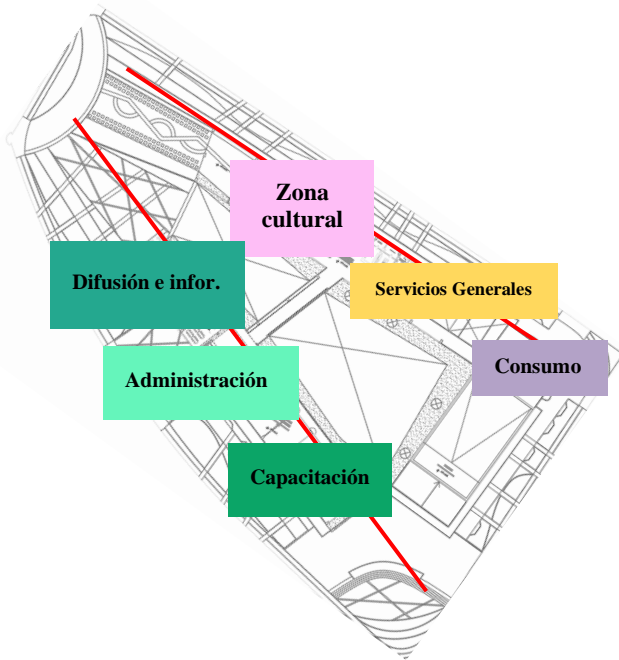 Zona
cultural
Difusión e infor.
Servicios Generales
Consumo
Administración
Capacitación